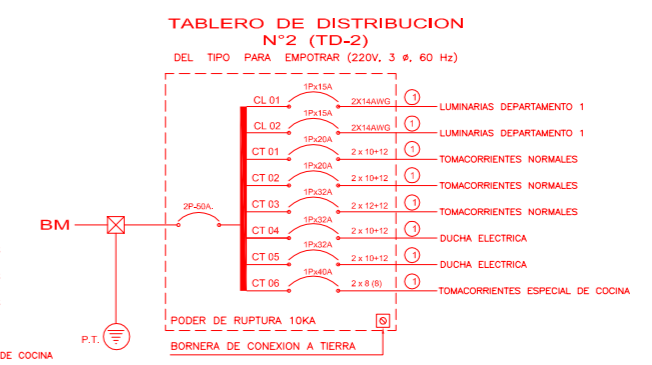 TABLERO DE DISTRIBUCION
N°2 (TD-2)
DEL TIPO PARA EMPOTRAR (220V, 3 ø, 60 Hz)
CL 01 1Px15A 2X14AWG 1 LUMINARIAS DEPARTAMENTO 1
CL 02 1Px15A 2X14AWG 1 LUMINARIAS DEPARTAMENTO 1
CT 01 1Px20A 2 x 10+12 1 TOMACORRIENTES NORMALES
CT 02 1Px20A 2 x 10+12 1 TOMACORRIENTES NORMALES
CT 03 1Px32A 2 x 12+12 1 TOMACORRIENTES NORMALES
BM 2P-50A.
CT 04 1Px32A 2 x 10+12 1 DUCHA ELECTRICA
CT 05 1Px32A 2 x 10+12 1 DUCHA ELECTRICA
CT 06 1Px40A 2 x 8 (8) 1 TOMACORRIENTES ESPECIAL DE COCINA
PODER DE RUPTURA 10KA
P.T.
BORNERA DE CONEXION A TIERRA
DE COCINA